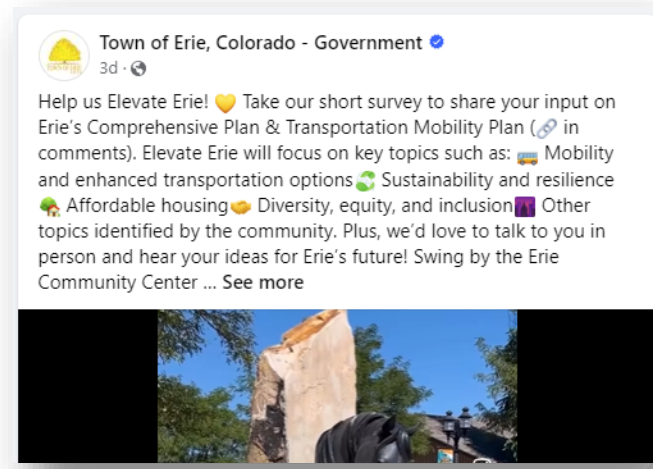 Town of Erie, Colorado - Government
3d ·
Help us Elevate Erie! 💛 Take our short survey to share your input on
Erie's Comprehensive Plan & Transportation Mobility Plan (🔗 in
comments). Elevate Erie will focus on key topics such as: 🚌 Mobility
and enhanced transportation options♻️ Sustainability and resilience
🏡 Affordable housing🤝 Diversity, equity, and inclusion🌆 Other
topics identified by the community. Plus, we'd love to talk to you in
person and hear your ideas for Erie's future! Swing by the Erie
Community Center ... See more